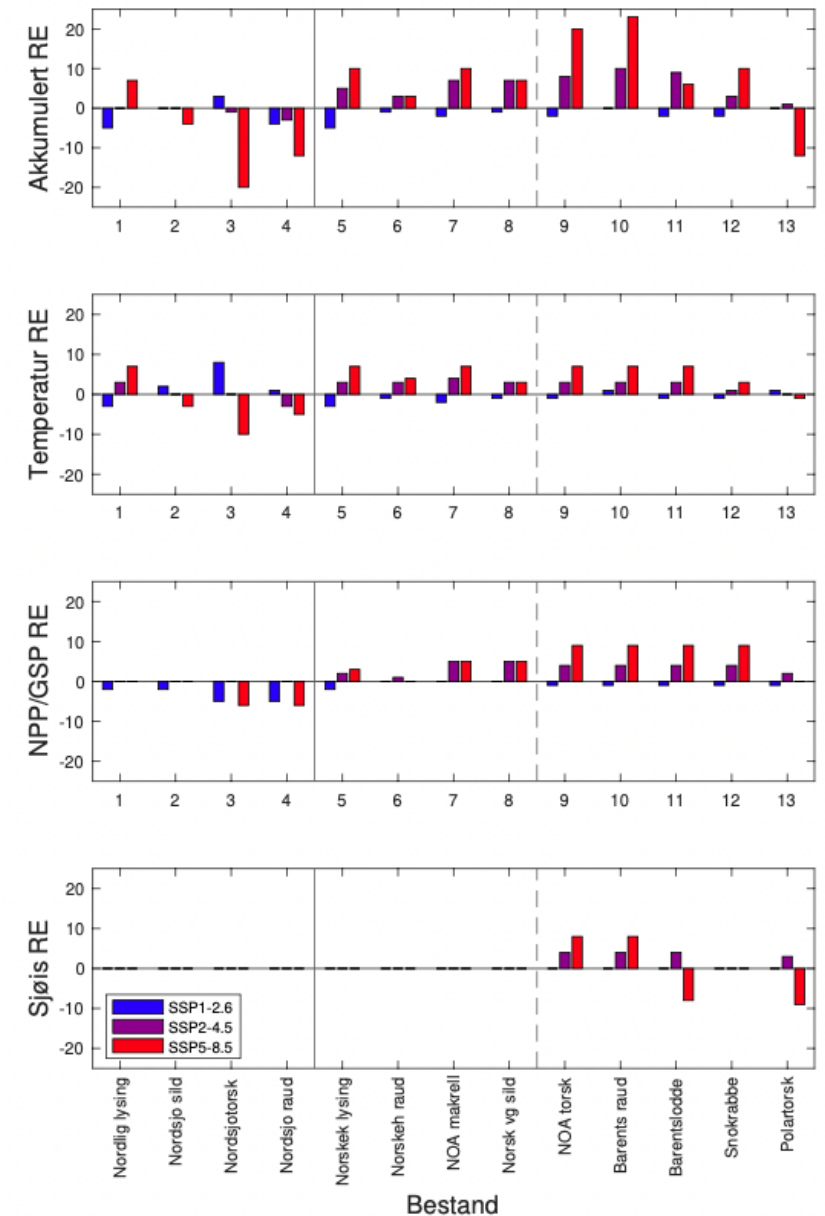 Akkumulert RE
20
10
0
-10
-20
1 2 3 4 5 6 7 8 9 10 11 12 13
Temperatur RE
20
10
0
-10
-20
1 2 3 4 5 6 7 8 9 10 11 12 13
NPP/GSP RE
20
10
0
-10
-20
1 2 3 4 5 6 7 8 9 10 11 12 13
Sjøis RE
20
10
0
-10
-20
SSP1-2.6
SSP2-4.5
SSP5-8.5
Nordlig lysing
Nordsjo sild
Nordsjotorsk
Nordsjo raud
Norskek lysing
Norskeh raud
NOA makrell
Norsk vg sild
NOA torsk
Barents raud
Barentslodde
Snokrabbe
Polartorsk
Bestand